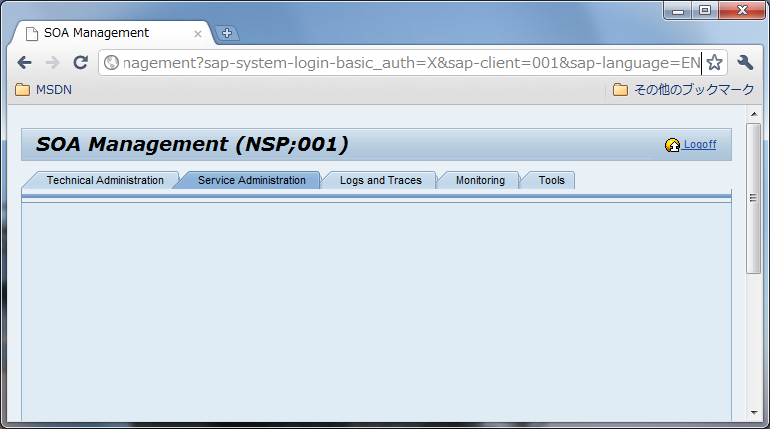 SOA Management
nagement?sap-system-login-basic_auth=X&sap-client=001&sap-language=EN
MSDN その他のブックマーク
SOA Management (NSP;001) Logoff
Technical Administration Service Administration Logs and Traces Monitoring Tools